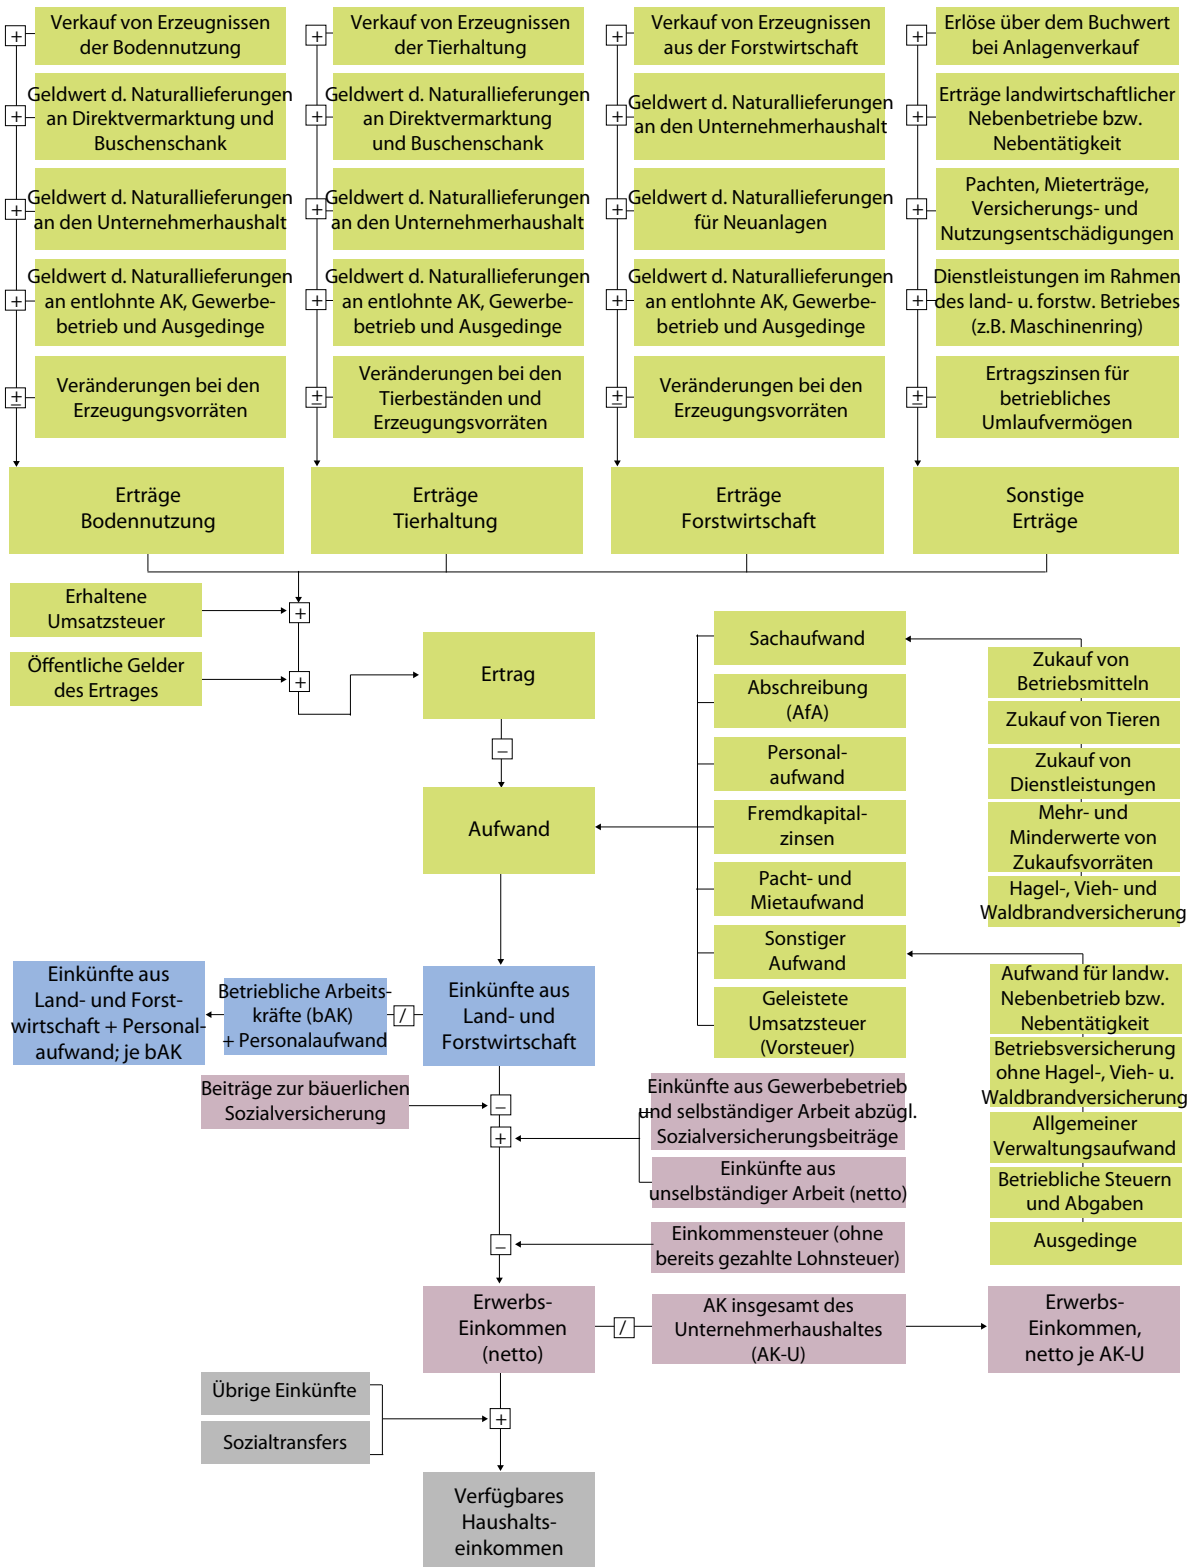 +
Verkauf von Erzeugnissen
der Bodennutzung
+
Geldwert d. Naturallieferungen
an Direktvermarktung und
Buschenschank
+
Geldwert d. Naturallieferungen
an den Unternehmerhaushalt
+
Geldwert d. Naturallieferungen
an entlohnte AK, Gewerbe-
betrieb und Ausgedinge
±
Veränderungen bei den
Erzeugungsvorräten
Erträge
Bodennutzung
+
Verkauf von Erzeugnissen
der Tierhaltung
+
Geldwert d. Naturallieferungen
an Direktvermarktung
und Buschenschank
+
Geldwert d. Naturallieferungen
an den Unternehmerhaushalt
+
Geldwert d. Naturallieferungen
an entlohnte AK, Gewerbe-
betrieb und Ausgedinge
±
Veränderungen bei den
Tierbeständen und
Erzeugungsvorräten
Erträge
Tierhaltung
+
Verkauf von Erzeugnissen
aus der Forstwirtschaft
+
Geldwert d. Naturallieferungen
an den Unternehmerhaushalt
+
Geldwert d. Naturallieferungen
für Neuanlagen
+
Geldwert d. Naturallieferungen
an entlohnte AK, Gewerbe-
betrieb und Ausgedinge
±
Veränderungen bei den
Erzeugungsvorräten
Erträge
Forstwirtschaft
+
Erlöse über dem Buchwert
bei Anlagenverkauf
+
Erträge landwirtschaftlicher
Nebenbetriebe bzw.
Nebentätigkeit
+
Pachten, Mieterträge,
Versicherungs- und
Nutzungsentschädigungen
+
Dienstleistungen im Rahmen
des land- u. forstw. Betriebes
(z.B. Maschinenring)
±
Ertragszinsen für
betriebliches
Umlaufvermögen
Sonstige
Erträge
Erhaltene
Umsatzsteuer
+
Öffentliche Gelder
des Ertrages
+
Ertrag
–
Aufwand
Sachaufwand
Abschreibung
(AfA)
Personal-
aufwand
Fremdkapital-
zinsen
Pacht- und
Mietaufwand
Sonstiger
Aufwand
Geleistete
Umsatzsteuer
(Vorsteuer)
Zukauf von
Betriebsmitteln
Zukauf von Tieren
Zukauf von
Dienstleistungen
Mehr- und
Minderwerte von
Zukaufsvorräten
Hagel-, Vieh- und
Waldbrandversicherung
Aufwand für landw.
Nebenbetrieb bzw.
Nebentätigkeit
Betriebsversicherung
ohne Hagel-, Vieh- u.
Waldbrandversicherung
Allgemeiner
Verwaltungsaufwand
Betriebliche Steuern
und Abgaben
Ausgedinge
Einkünfte aus
Land- und Forst-
wirtschaft + Personal-
aufwand; je bAK
Betriebliche Arbeits-
kräfte (bAK)
+ Personalaufwand
/
Einkünfte aus
Land- und
Forstwirtschaft
Beiträge zur bäuerlichen
Sozialversicherung
–
+
Einkünfte aus Gewerbebetrieb
und selbständiger Arbeit abzügl.
Sozialversicherungsbeiträge
Einkünfte aus
unselbständiger Arbeit (netto)
–
Einkommensteuer (ohne
bereits gezahlte Lohnsteuer)
Erwerbs-
Einkommen
(netto)
/
AK insgesamt des
Unternehmerhaushaltes
(AK-U)
Erwerbs-
Einkommen,
netto je AK-U
Übrige Einkünfte
Sozialtransfers
+
Verfügbares
Haushalts-
einkommen